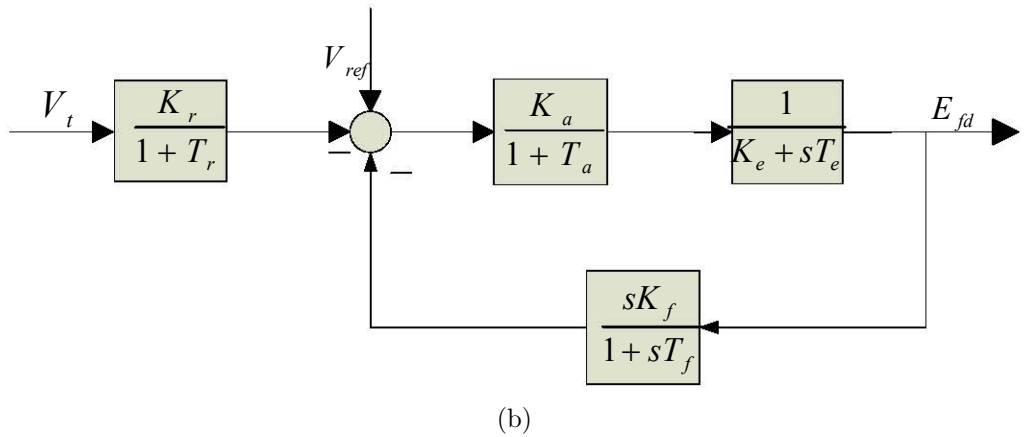 V_ref
V_t
K_r
1 + T_r
K_a
1 + T_a
1
K_e + sT_e
E_fd
−
−
sK_f
1 + sT_f
(b)